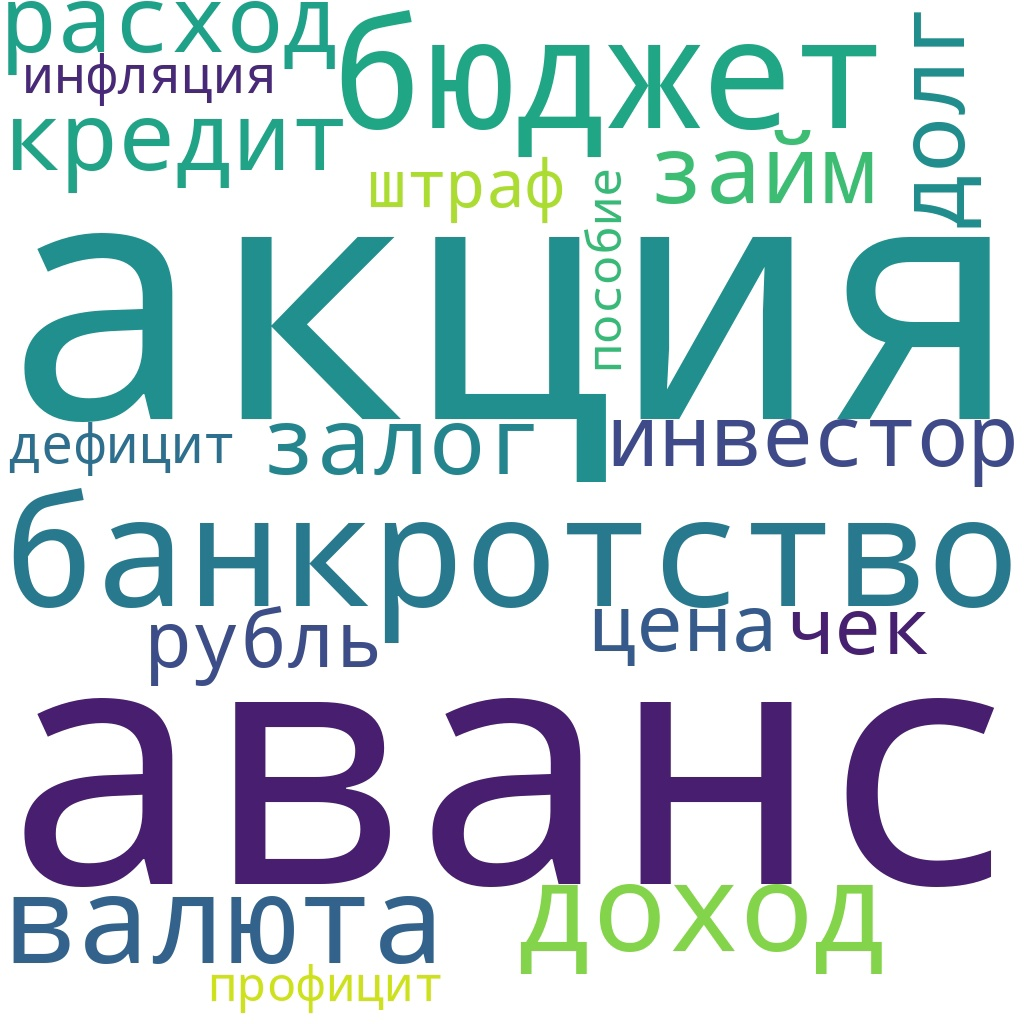 расход
бюджет
долг
инфляция
кредит
займ
штраф
пособие
акция
дефицит
залог
инвестор
банкротство
рубль
цена
чек
аванс
валюта
доход
профицит